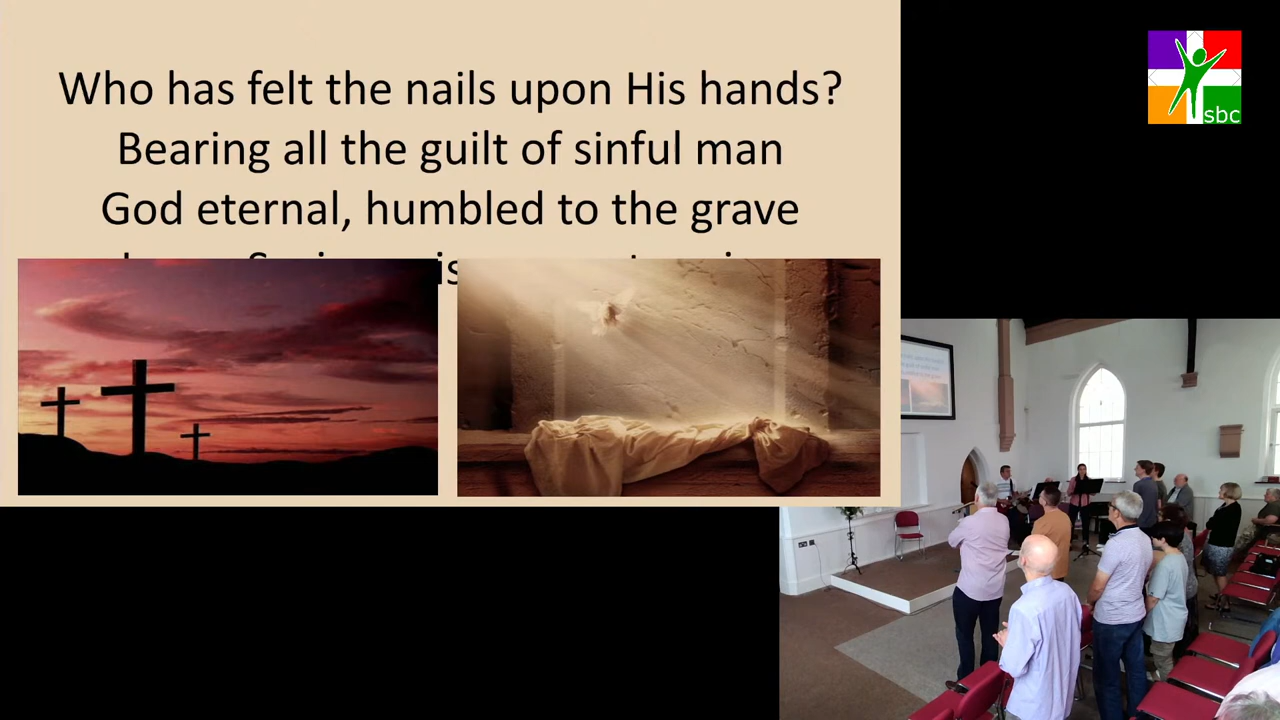 Who has felt the nails upon His hands?
Bearing all the guilt of sinful man
God eternal, humbled to the grave
sbc